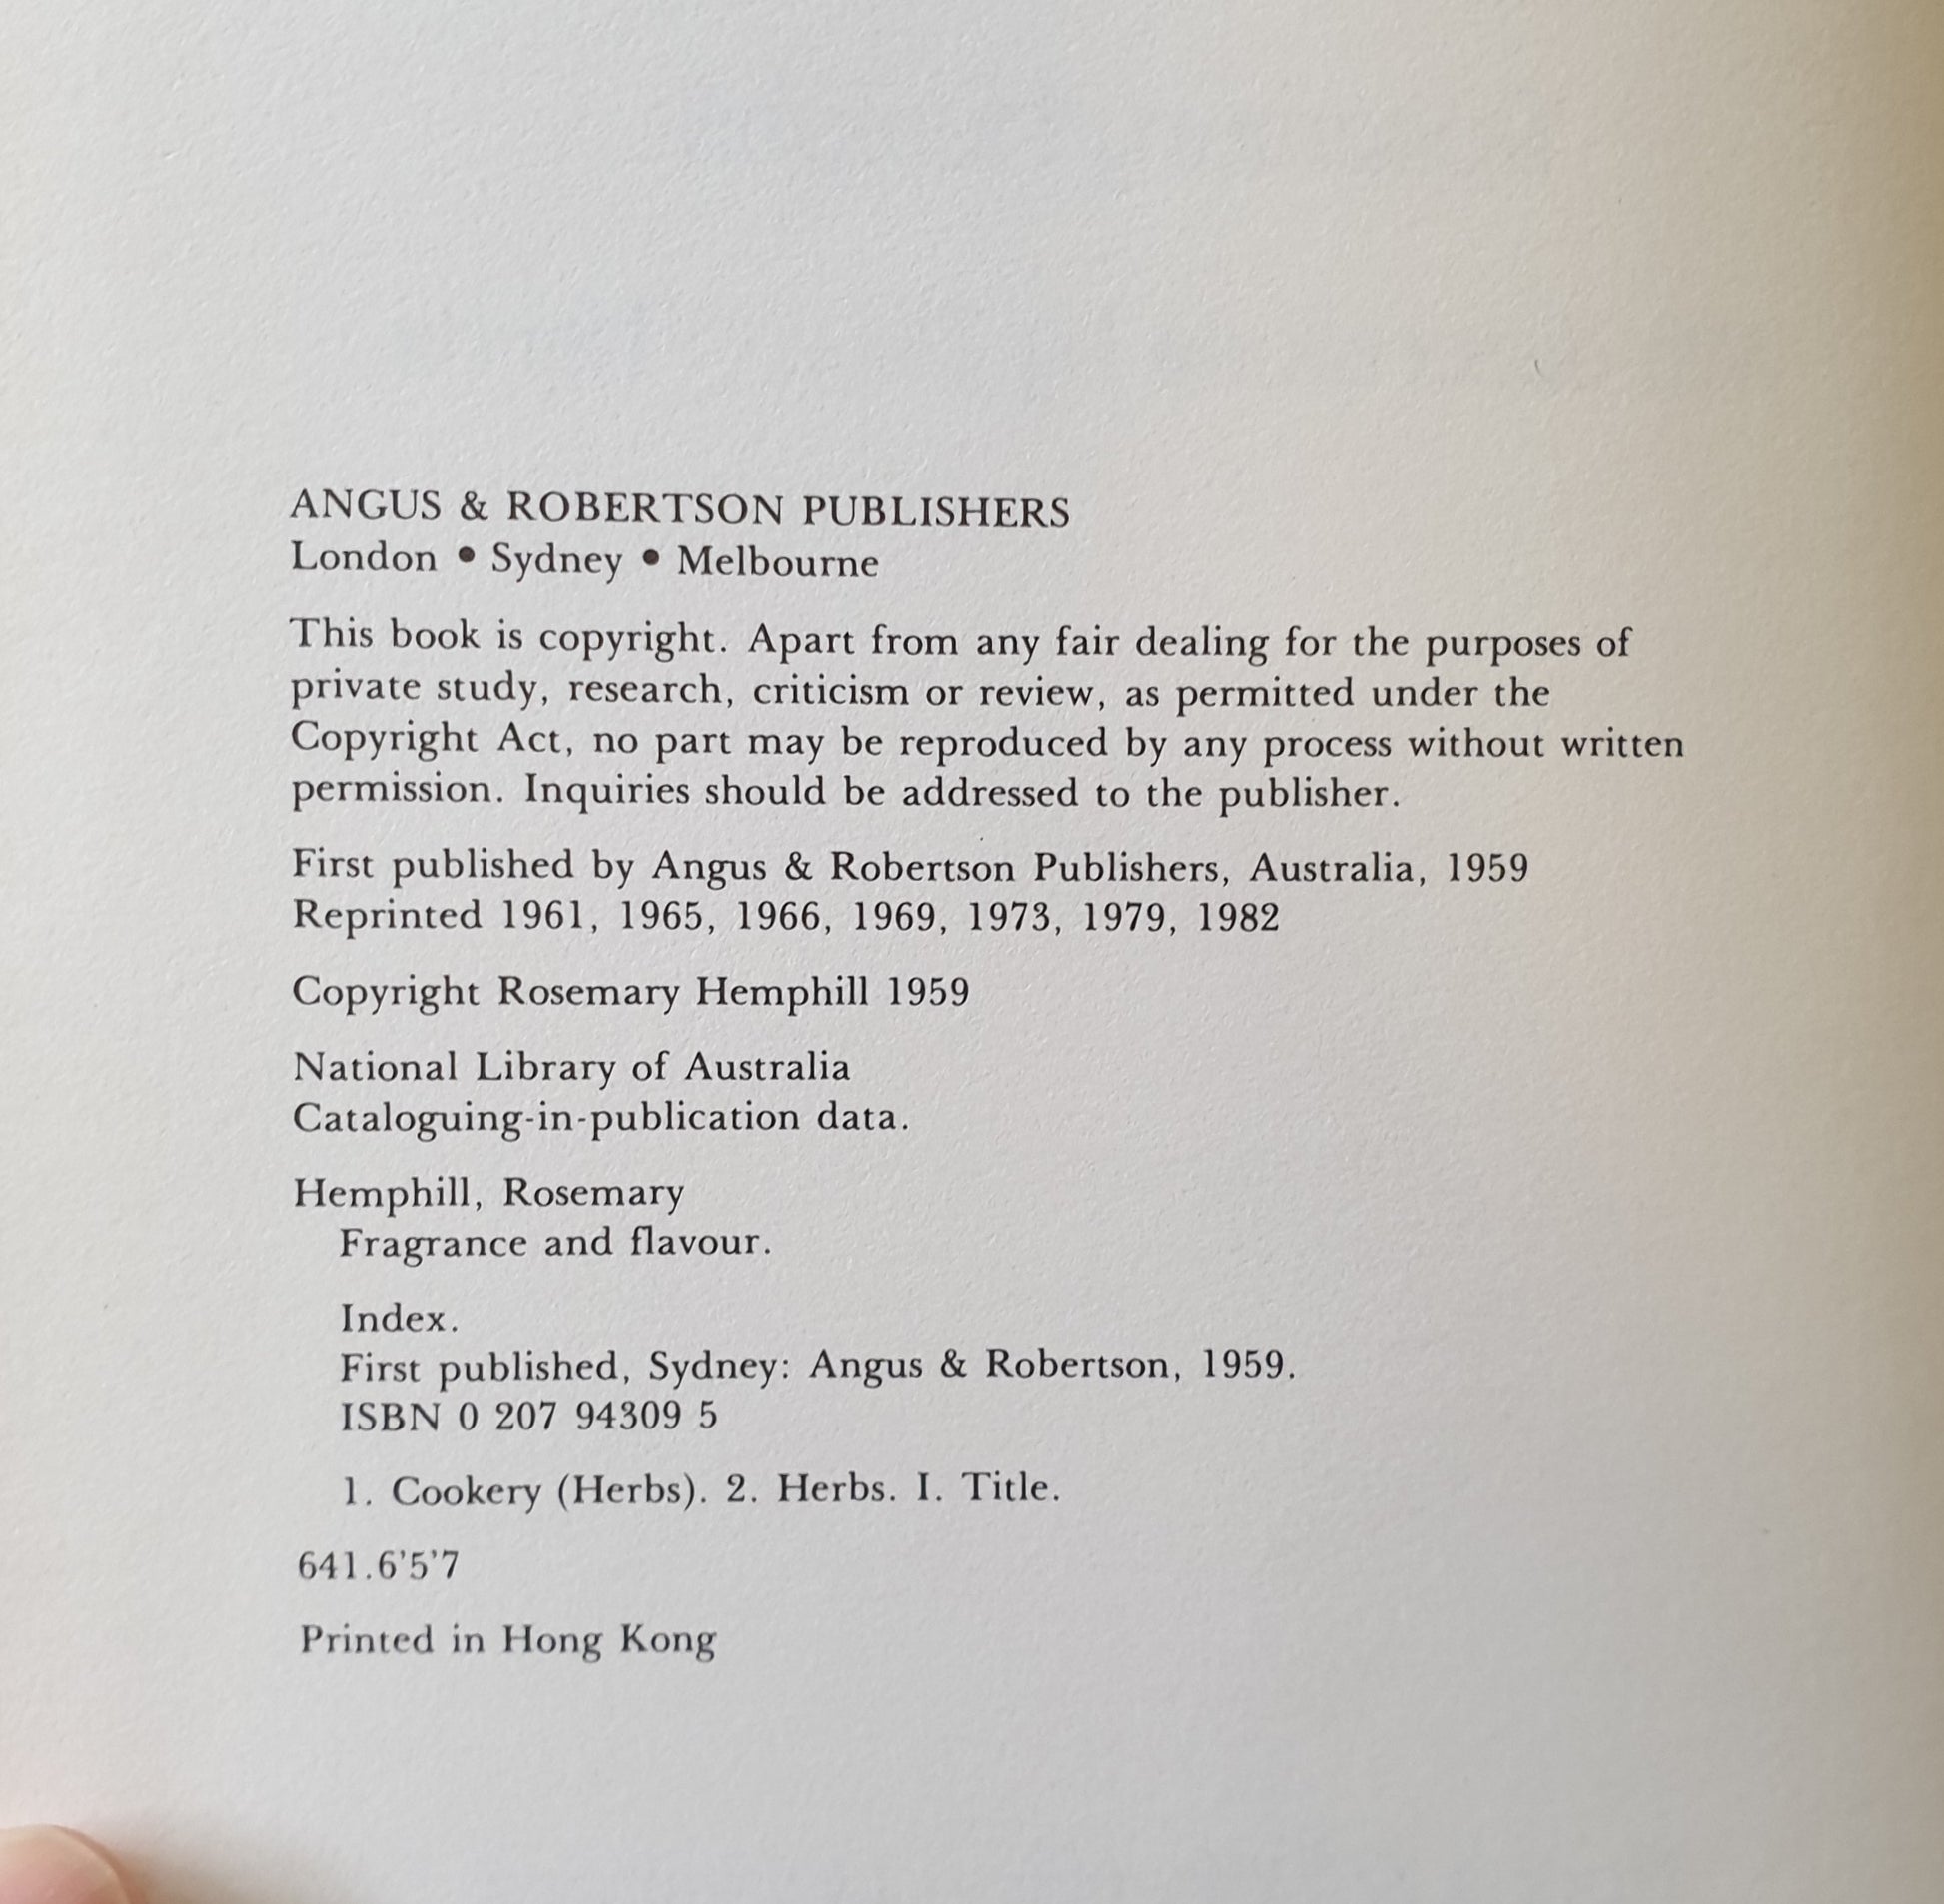 ANGUS & ROBERTSON PUBLISHERS
London • Sydney • Melbourne
This book is copyright. Apart from any fair dealing for the purposes of
private study, research, criticism or review, as permitted under the
Copyright Act, no part may be reproduced by any process without written
permission. Inquiries should be addressed to the publisher.
First published by Angus & Robertson Publishers, Australia, 1959
Reprinted 1961, 1965, 1966, 1969, 1973, 1979, 1982
Copyright Rosemary Hemphill 1959
National Library of Australia
Cataloguing-in-publication data.
Hemphill, Rosemary
Fragrance and flavour.
Index.
First published, Sydney: Angus & Robertson, 1959.
ISBN 0 207 94309 5
1. Cookery (Herbs). 2. Herbs. I. Title.
641.6’5’7
Printed in Hong Kong